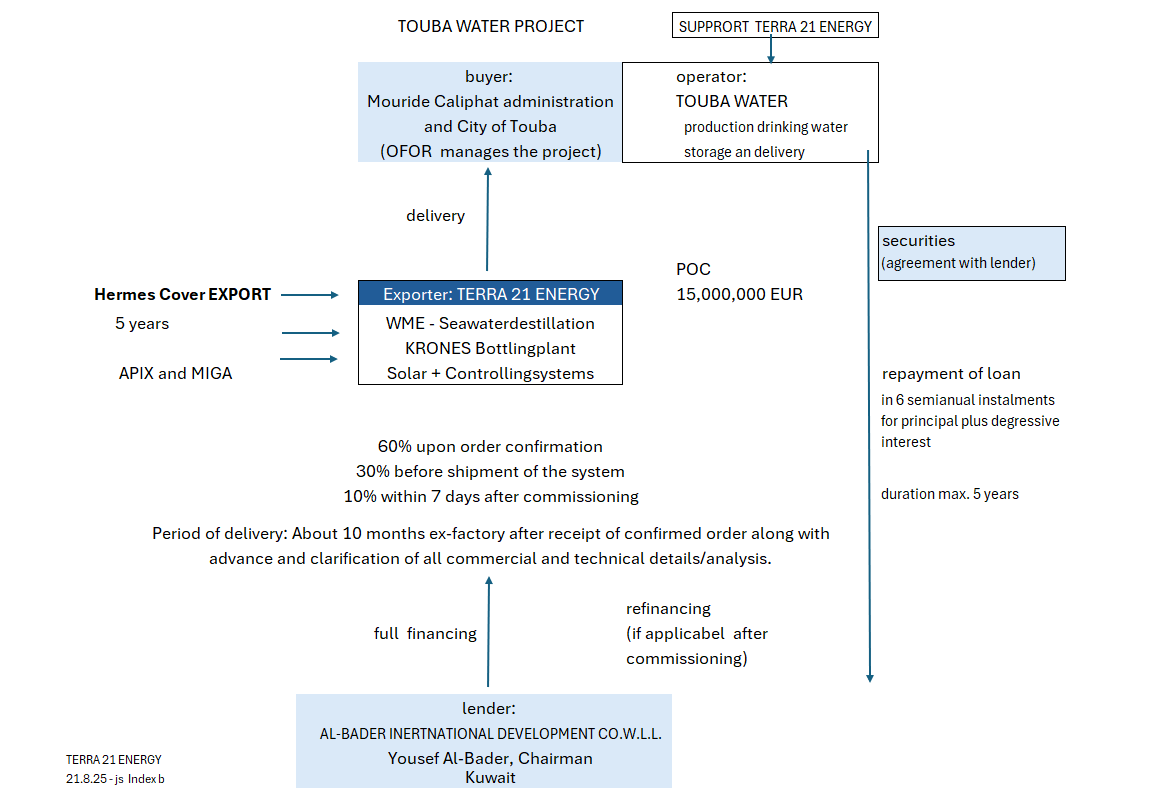 TOUBA WATER PROJECT
SUPPRORT TERRA 21 ENERGY
buyer:
Mouride Caliphat administration
and City of Touba
(OFOR manages the project)
operator:
TOUBA WATER
production drinking water
storage an delivery
delivery
securities
(agreement with lender)
POC
15,000,000 EUR
Hermes Cover EXPORT
5 years
APIX and MIGA
Exporter: TERRA 21 ENERGY
WME - Seawaterdestillation
KRONES Bottlingplant
Solar + Controllingsystems
repayment of loan
in 6 semianual instalments
for principal plus degressive
interest
duration max. 5 years
60% upon order confirmation
30% before shipment of the system
10% within 7 days after commissioning
Period of delivery: About 10 months ex-factory after receipt of confirmed order along with
advance and clarification of all commercial and technical details/analysis.
full financing
refinancing
(if applicabel after
commissioning)
lender:
AL-BADER INERTNATIONAL DEVELOPMENT CO.W.L.L.
Yousef Al-Bader, Chairman
Kuwait
TERRA 21 ENERGY
21.8.25 - js Index b